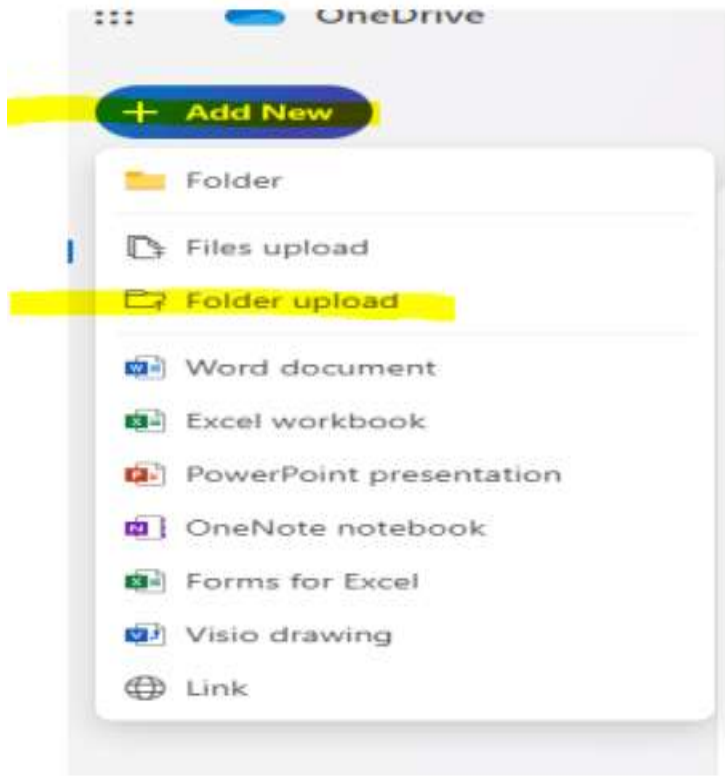 OneDrive
+ Add New
Folder
Files upload
Folder upload
Word document
Excel workbook
PowerPoint presentation
OneNote notebook
Forms for Excel
Visio drawing
Link